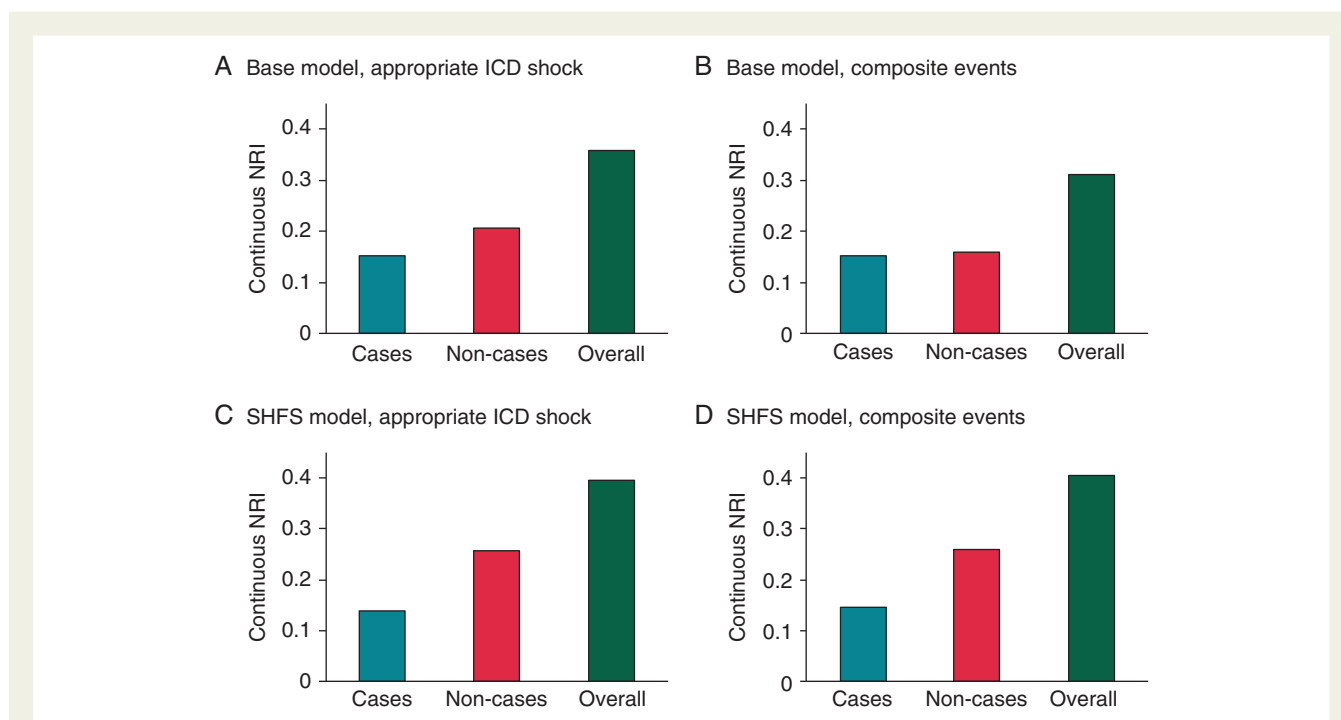 A Base model, appropriate ICD shock
Continuous NRI
0.4
0.3
0.2
0.1
0
Cases Non-cases Overall
B Base model, composite events
Continuous NRI
0.4
0.3
0.2
0.1
0
Cases Non-cases Overall
C SHFS model, appropriate ICD shock
Continuous NRI
0.4
0.3
0.2
0.1
0
Cases Non-cases Overall
D SHFS model, composite events
Continuous NRI
0.4
0.3
0.2
0.1
0
Cases Non-cases Overall